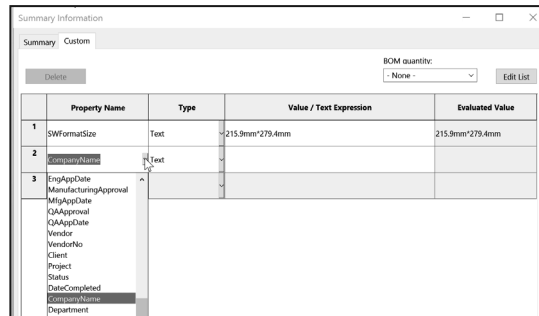 Summary Information
Summary Custom
BOM quantity:
Delete - None - Edit List
Property Name Type Value / Text Expression Evaluated Value
1 SWFormatSize Text 215.9mm*279.4mm 215.9mm*279.4mm
2 CompanyName Text
3 EngAppDate
ManufacturingApproval
MfgAppDate
QAApproval
QAAppDate
Vendor
VendorNo
Client
Project
Status
DateCompleted
CompanyName
Department